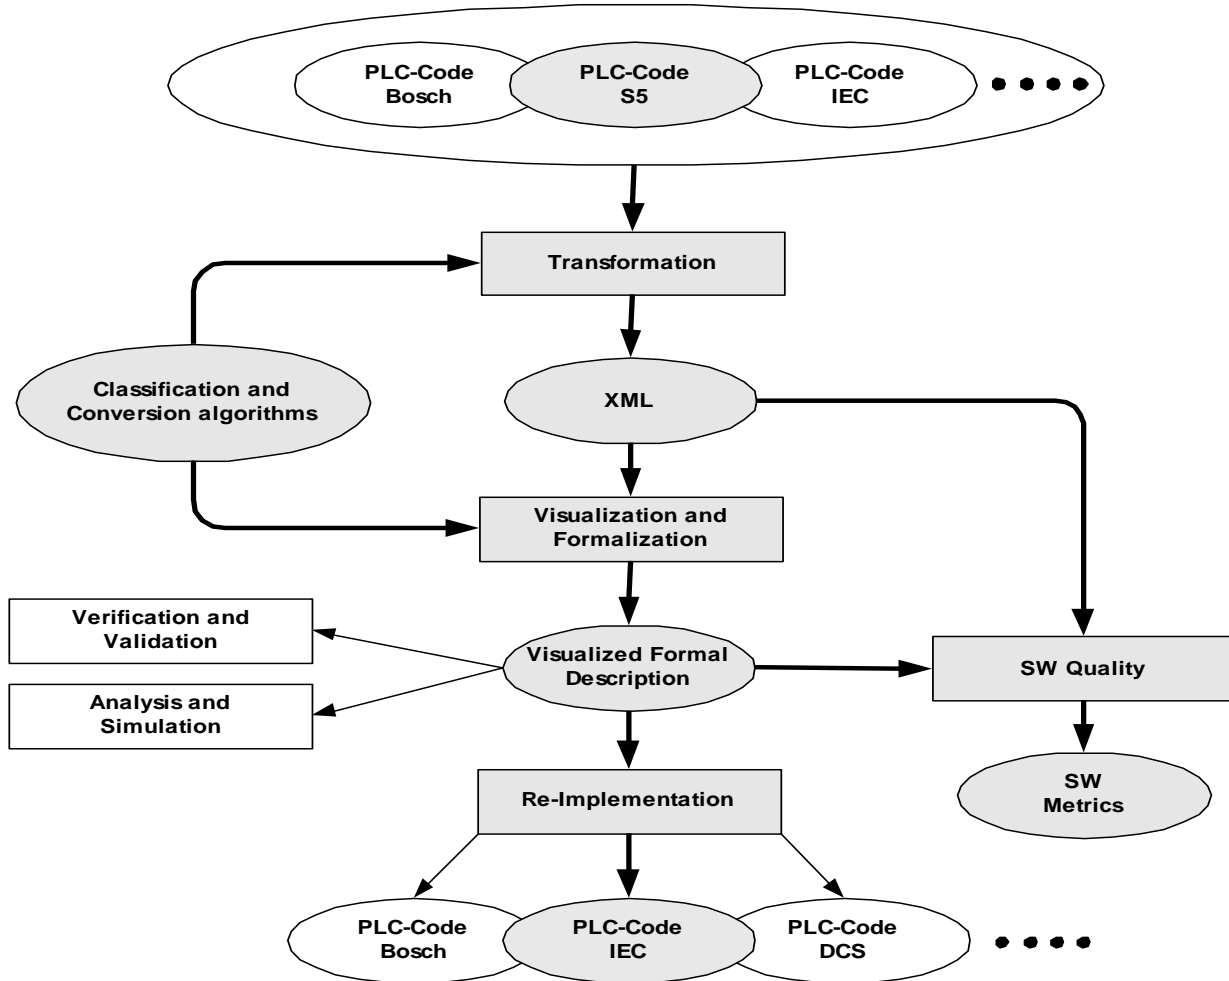 PLC-Code
Bosch
PLC-Code
S5
PLC-Code
IEC
Transformation
Classification and
Conversion algorithms
XML
Visualization and
Formalization
Verification and
Validation
Visualized Formal
Description
SW Quality
Analysis and
Simulation
Re-Implementation
SW
Metrics
PLC-Code
Bosch
PLC-Code
IEC
PLC-Code
DCS